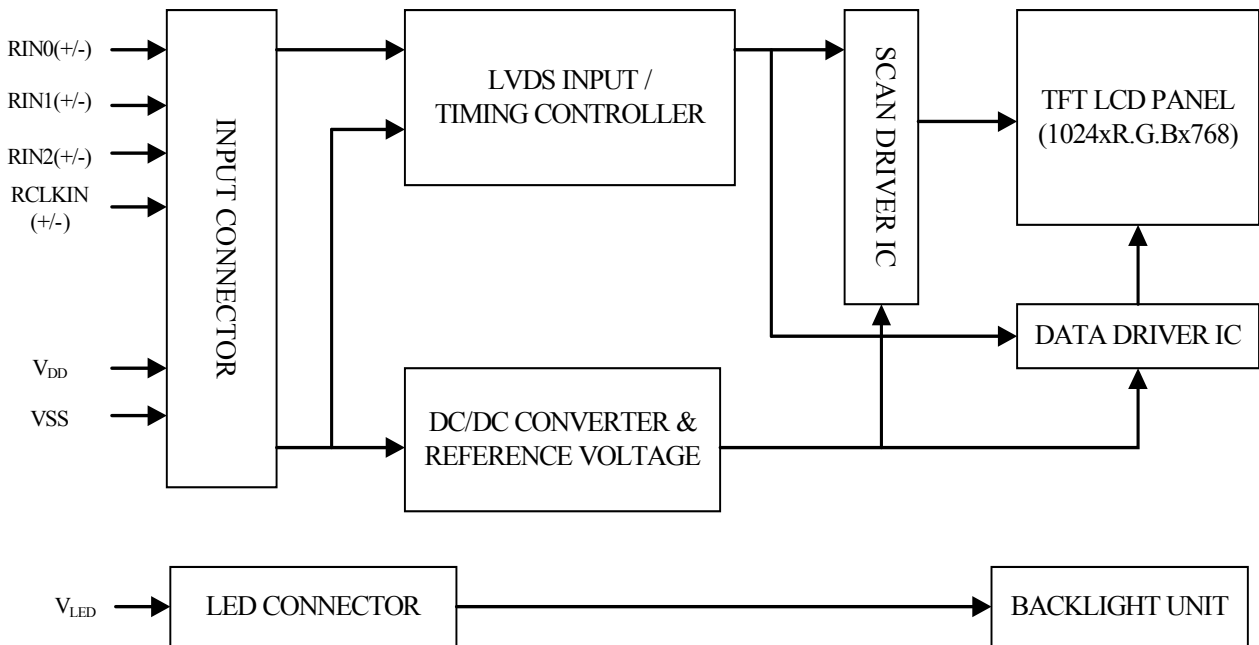 RIN0(+/-)
RIN1(+/-)
RIN2(+/-)
RCLKIN
(+/-)
VDD
VSS
INPUT CONNECTOR
LVDS INPUT /
TIMING CONTROLLER
DC/DC CONVERTER &
REFERENCE VOLTAGE
SCAN DRIVER IC
TFT LCD PANEL
(1024xR.G.Bx768)
DATA DRIVER IC
VLED
LED CONNECTOR
BACKLIGHT UNIT